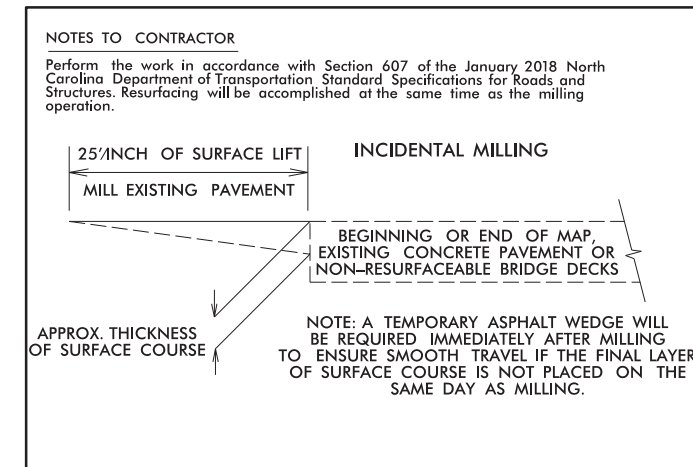 NOTES TO CONTRACTOR
Perform the work in accordance with Section 607 of the January 2018 North
Carolina Department of Transportation Standard Specifications for Roads and
Structures. Resurfacing will be accomplished at the same time as the milling
operation.
25'/INCH OF SURFACE LIFT
INCIDENTAL MILLING
MILL EXISTING PAVEMENT
BEGINNING OR END OF MAP,
EXISTING CONCRETE PAVEMENT OR
NON-RESURFACEABLE BRIDGE DECKS
APPROX. THICKNESS
OF SURFACE COURSE
NOTE: A TEMPORARY ASPHALT WEDGE WILL
BE REQUIRED IMMEDIATELY AFTER MILLING
TO ENSURE SMOOTH TRAVEL IF THE FINAL LAYER
OF SURFACE COURSE IS NOT PLACED ON THE
SAME DAY AS MILLING.